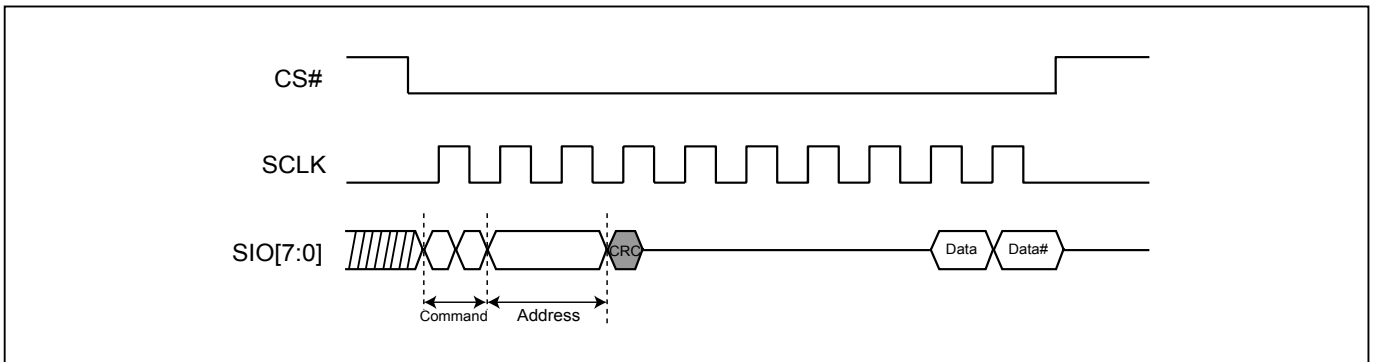 CS#
SCLK
SIO[7:0]
CRC
Data
Data#
Command
Address